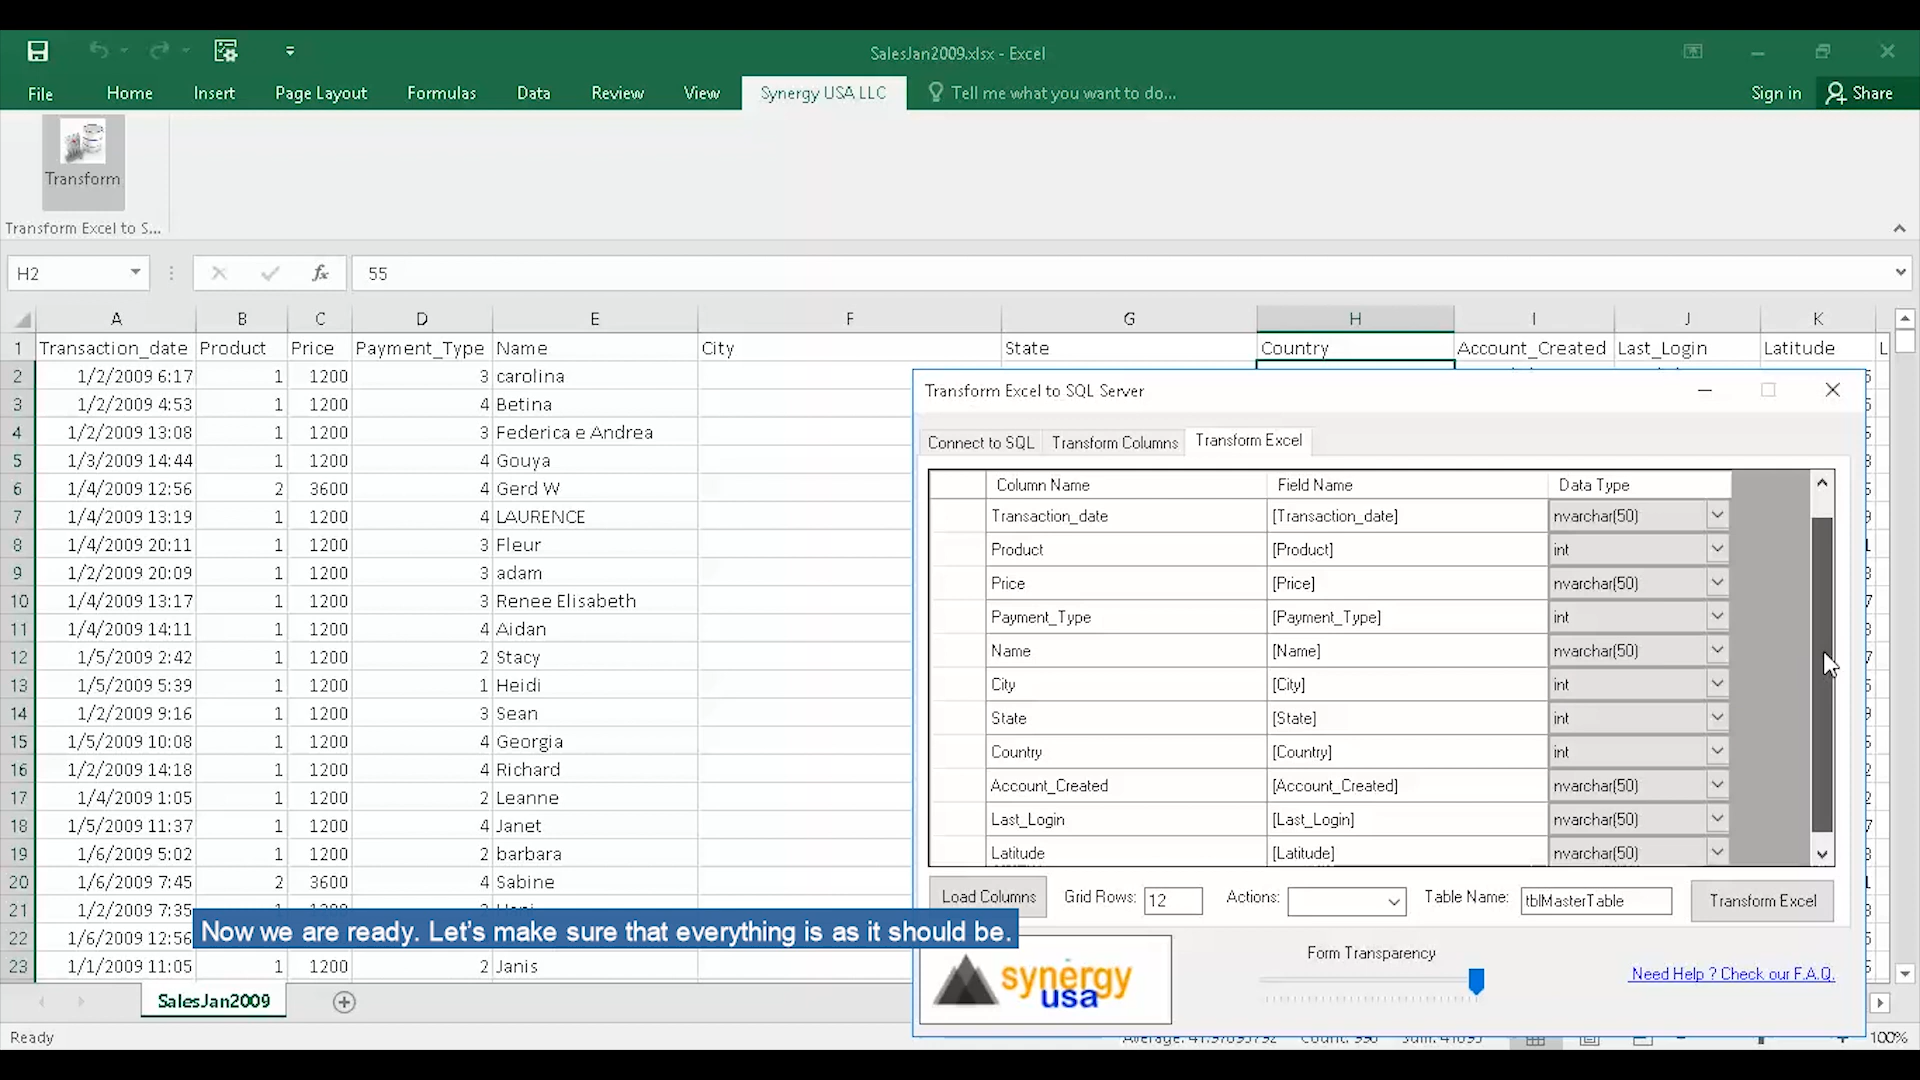 SalesJan2009.xlsx - Excel
File Home Insert Page Layout Formulas Data Review View Synergy USA LLC Tell me what you want to do... Sign in Share
Transform
Transform Excel to S...
H2 fx 55
A B C D E F G H I J K
1 Transaction_date Product Price Payment_Type Name City State Country Account_Created Last_Login Latitude L
2 1/2/2009 6:17 1 1200 3 carolina
3 1/2/2009 4:53 1 1200 4 Betina
4 1/2/2009 13:08 1 1200 3 Federica e Andrea
5 1/3/2009 14:44 1 1200 4 Gouya
6 1/4/2009 12:56 2 3600 4 Gerd W
7 1/4/2009 13:19 1 1200 4 LAURENCE
8 1/4/2009 20:11 1 1200 3 Fleur
9 1/2/2009 20:09 1 1200 3 adam
10 1/4/2009 13:17 1 1200 3 Renee Elisabeth
11 1/4/2009 14:11 1 1200 4 Aidan
12 1/5/2009 2:42 1 1200 2 Stacy
13 1/5/2009 5:39 1 1200 1 Heidi
14 1/2/2009 9:16 1 1200 3 Sean
15 1/5/2009 10:08 1 1200 4 Georgia
16 1/2/2009 14:18 1 1200 4 Richard
17 1/4/2009 1:05 1 1200 2 Leanne
18 1/5/2009 11:37 1 1200 4 Janet
19 1/6/2009 5:02 1 1200 2 barbara
20 1/6/2009 7:45 2 3600 4 Sabine
21 1/2/2009 7:35
22 1/6/2009 12:56
23 1/1/2009 11:05 1 1200 2 Janis
Transform Excel to SQL Server
Connect to SQL Transform Columns Transform Excel
Column Name Field Name Data Type
Transaction_date [Transaction_date] nvarchar(50)
Product [Product] int
Price [Price] nvarchar(50)
Payment_Type [Payment_Type] int
Name [Name] nvarchar(50)
City [City] int
State [State] int
Country [Country] int
Account_Created [Account_Created] nvarchar(50)
Last_Login [Last_Login] nvarchar(50)
Latitude [Latitude] nvarchar(50)
Load Columns Grid Rows: 12 Actions: Table Name: tblMasterTable Transform Excel
Now we are ready. Let's make sure that everything is as it should be.
Form Transparency
synergy
usa
Need Help ? Check our F.A.Q.
SalesJan2009
Ready
100%